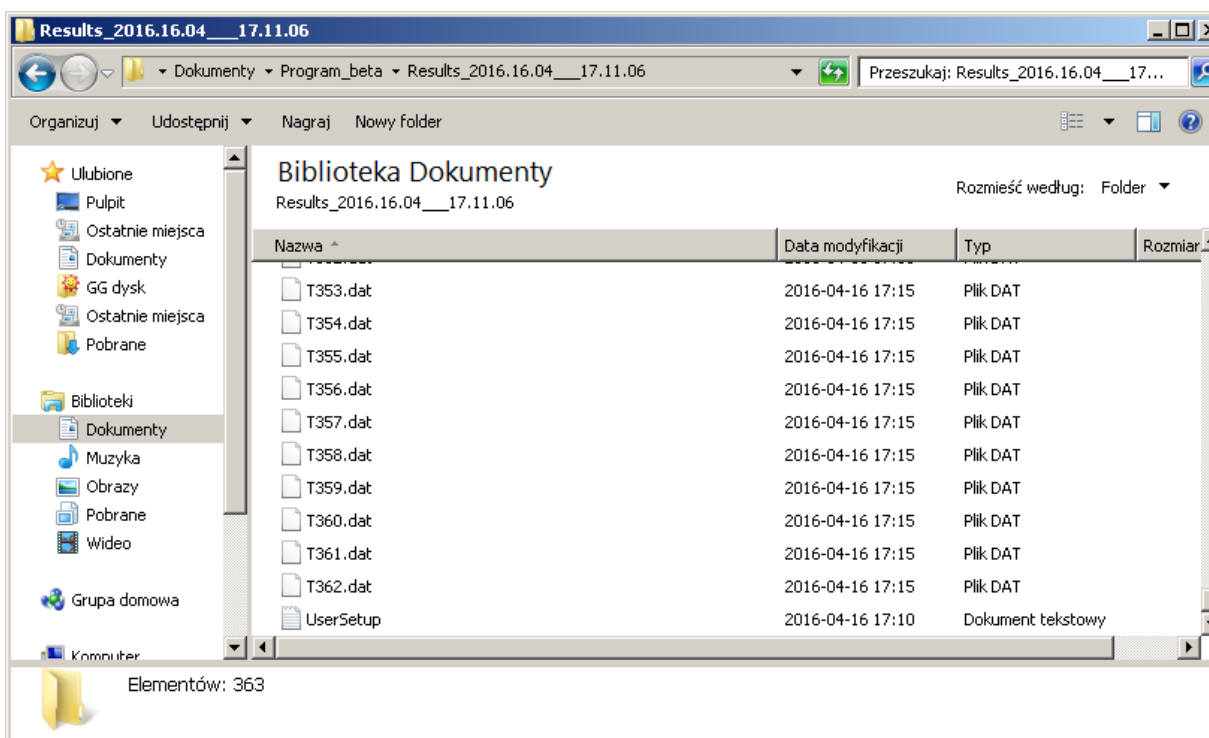 Results_2016.16.04___17.11.06
Dokumenty Program_beta Results_2016.16.04___17.11.06 Przeszukaj: Results_2016.16.04___17...
Organizuj Udostępnij Nagraj Nowy folder
Ulubione
Pulpit
Ostatnie miejsca
Dokumenty
GG dysk
Ostatnie miejsca
Pobrane
Biblioteki
Dokumenty
Muzyka
Obrazy
Pobrane
Wideo
Grupa domowa
Komputer
Biblioteka Dokumenty
Results_2016.16.04___17.11.06
Rozmieść według: Folder
Nazwa Data modyfikacji Typ Rozmiar
T353.dat 2016-04-16 17:15 Plik DAT
T354.dat 2016-04-16 17:15 Plik DAT
T355.dat 2016-04-16 17:15 Plik DAT
T356.dat 2016-04-16 17:15 Plik DAT
T357.dat 2016-04-16 17:15 Plik DAT
T358.dat 2016-04-16 17:15 Plik DAT
T359.dat 2016-04-16 17:15 Plik DAT
T360.dat 2016-04-16 17:15 Plik DAT
T361.dat 2016-04-16 17:15 Plik DAT
T362.dat 2016-04-16 17:15 Plik DAT
UserSetup 2016-04-16 17:10 Dokument tekstowy
Elementów: 363